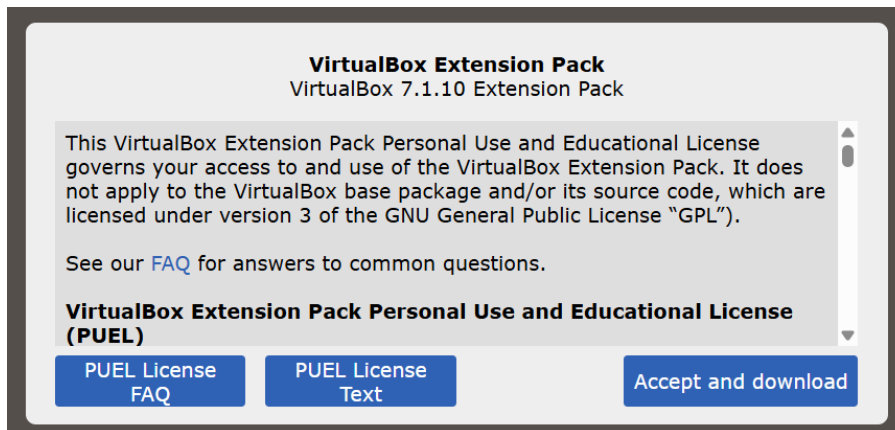 VirtualBox Extension Pack
VirtualBox 7.1.10 Extension Pack
This VirtualBox Extension Pack Personal Use and Educational License
governs your access to and use of the VirtualBox Extension Pack. It does
not apply to the VirtualBox base package and/or its source code, which are
licensed under version 3 of the GNU General Public License “GPL”).
See our FAQ for answers to common questions.
VirtualBox Extension Pack Personal Use and Educational License
(PUEL)
PUEL License
FAQ
PUEL License
Text
Accept and download